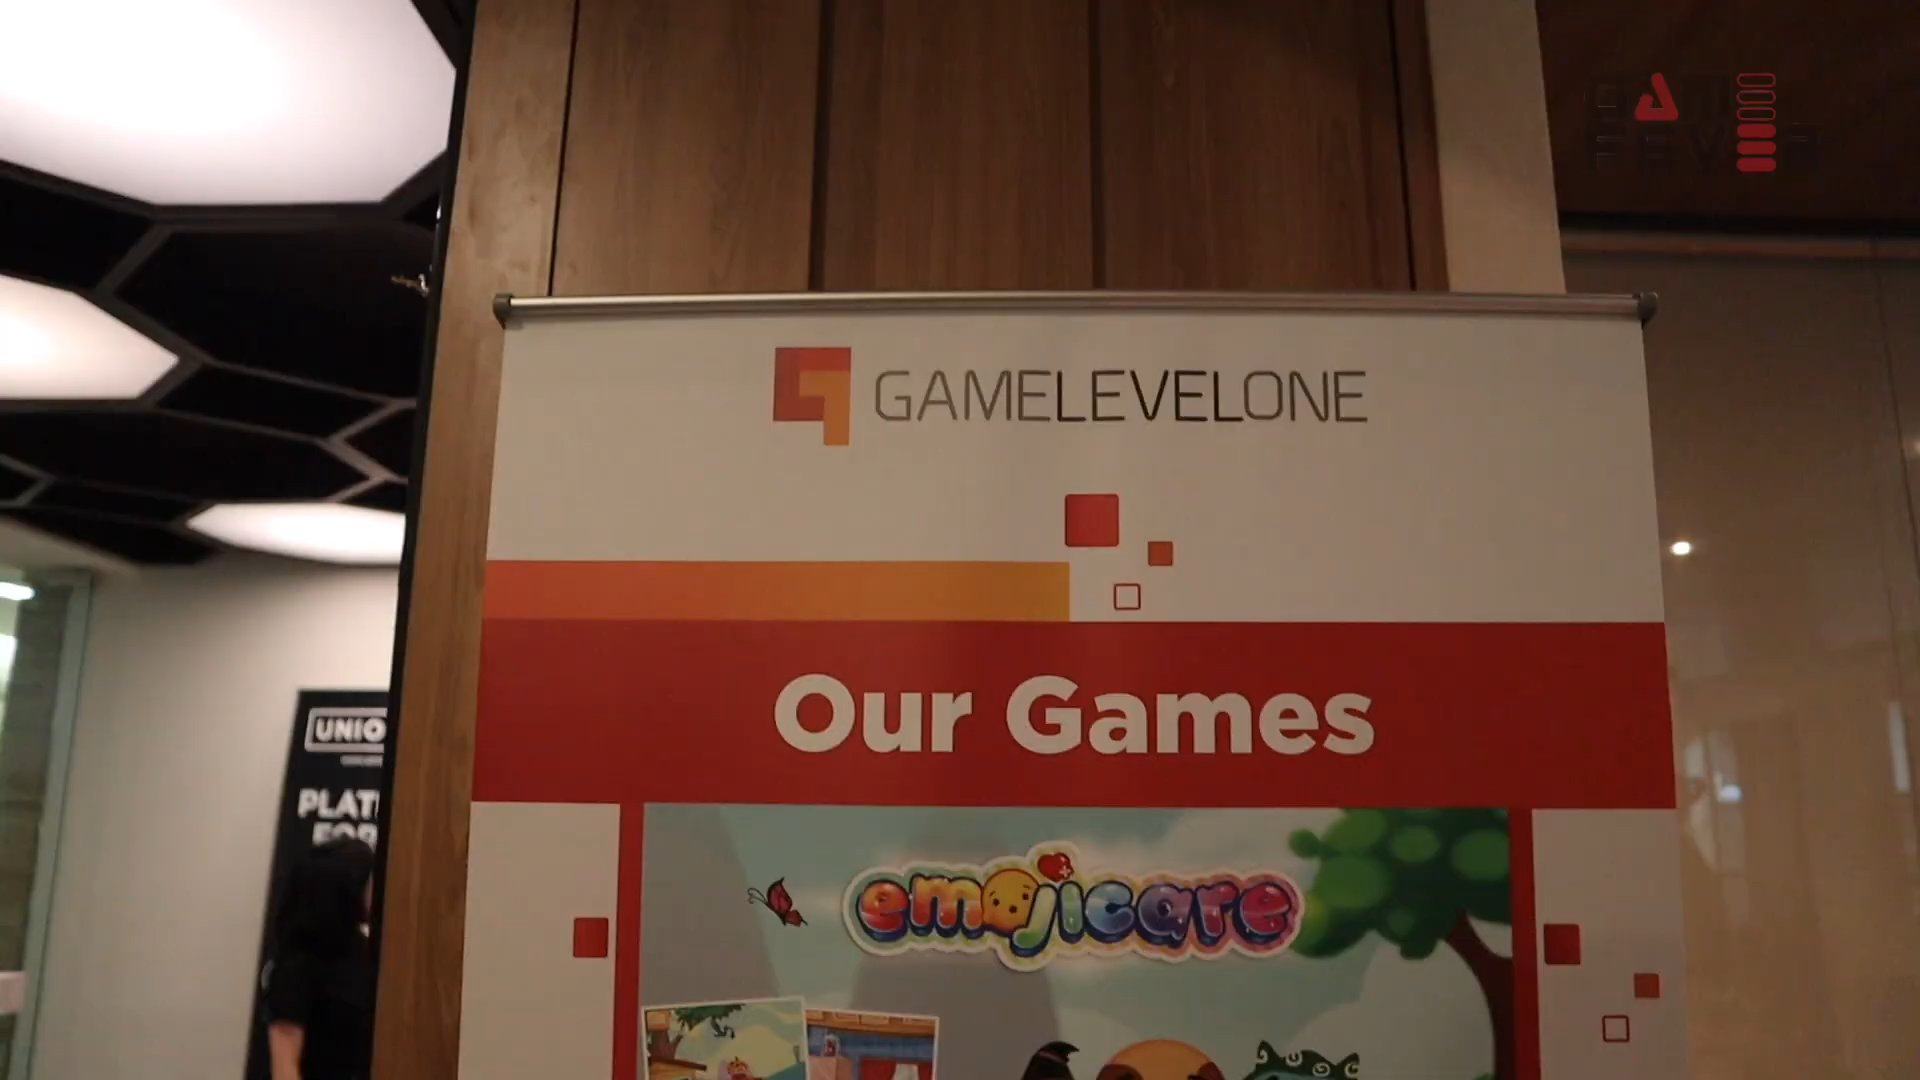 GAMELEVELONE
Our Games
emojicare
UNIO
PLAT
FOR